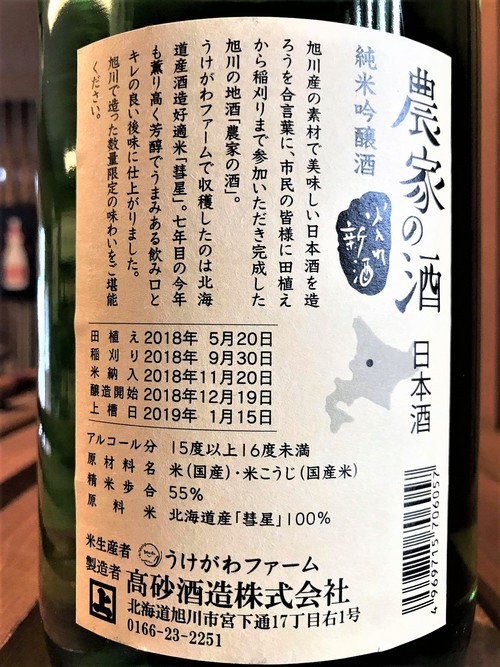 農家の酒
日本酒
純米吟醸酒
火入れ
新酒
旭川産の素材で美味しい日本酒を造
ろうを合言葉に、市民の皆様に田植え
から稲刈りまで参加いただき完成した
旭川の地酒「農家の酒」。
うけがわファームで収穫したのは北海
道産酒造好適米「彗星」。七年目の今年
も薫り高く芳醇でうまみある飲み口と
キレの良い後味に仕上がりました。
旭川で造った数量限定の味わいをご堪能
ください。
田植え 2018年 5月20日
稲刈り 2018年 9月30日
米納入 2018年11月20日
醸造開始 2018年12月19日
上槽日 2019年 1月15日
アルコール分 15度以上16度未満
原材料名 米(国産)・米こうじ(国産米)
精米歩合 55%
原料米 北海道産「彗星」100%
米生産者 うけがわファーム
製造者 高砂酒造株式会社
上
北海道旭川市宮下通17丁目右1号
0166-23-2251
4969715706057